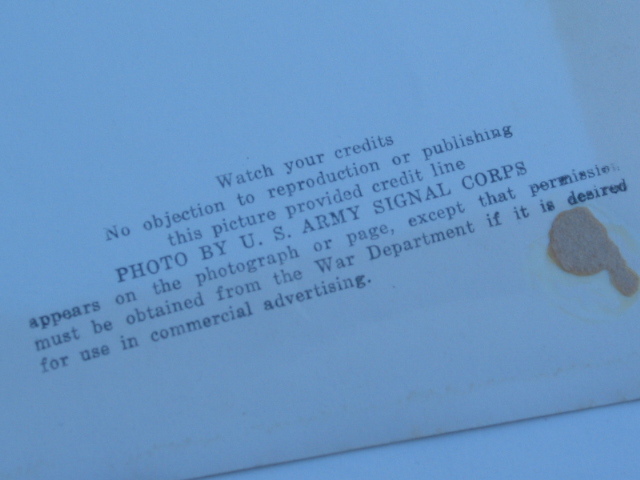 Watch your credits
No objection to reproduction or publishing
this picture provided credit line
PHOTO BY U. S. ARMY SIGNAL CORPS
appears on the photograph or page, except that permission
must be obtained from the War Department if it is desired
for use in commercial advertising.